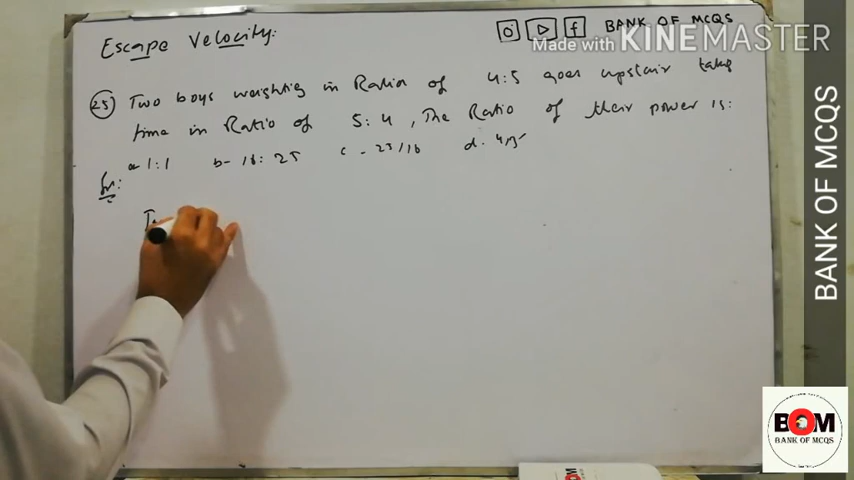 Escape Velocity:
BANK OF MCQS
Made with KINEMASTER
25 Two boys weighting in Ratio of 4:5 goes upstair take
time in Ratio of 5:4, The Ratio of their power is:
a- 1:1 b- 16:25 c- 25/16 d. 4/5
Sol:
BANK OF MCQS
BOM
BANK OF MCQS
BOM